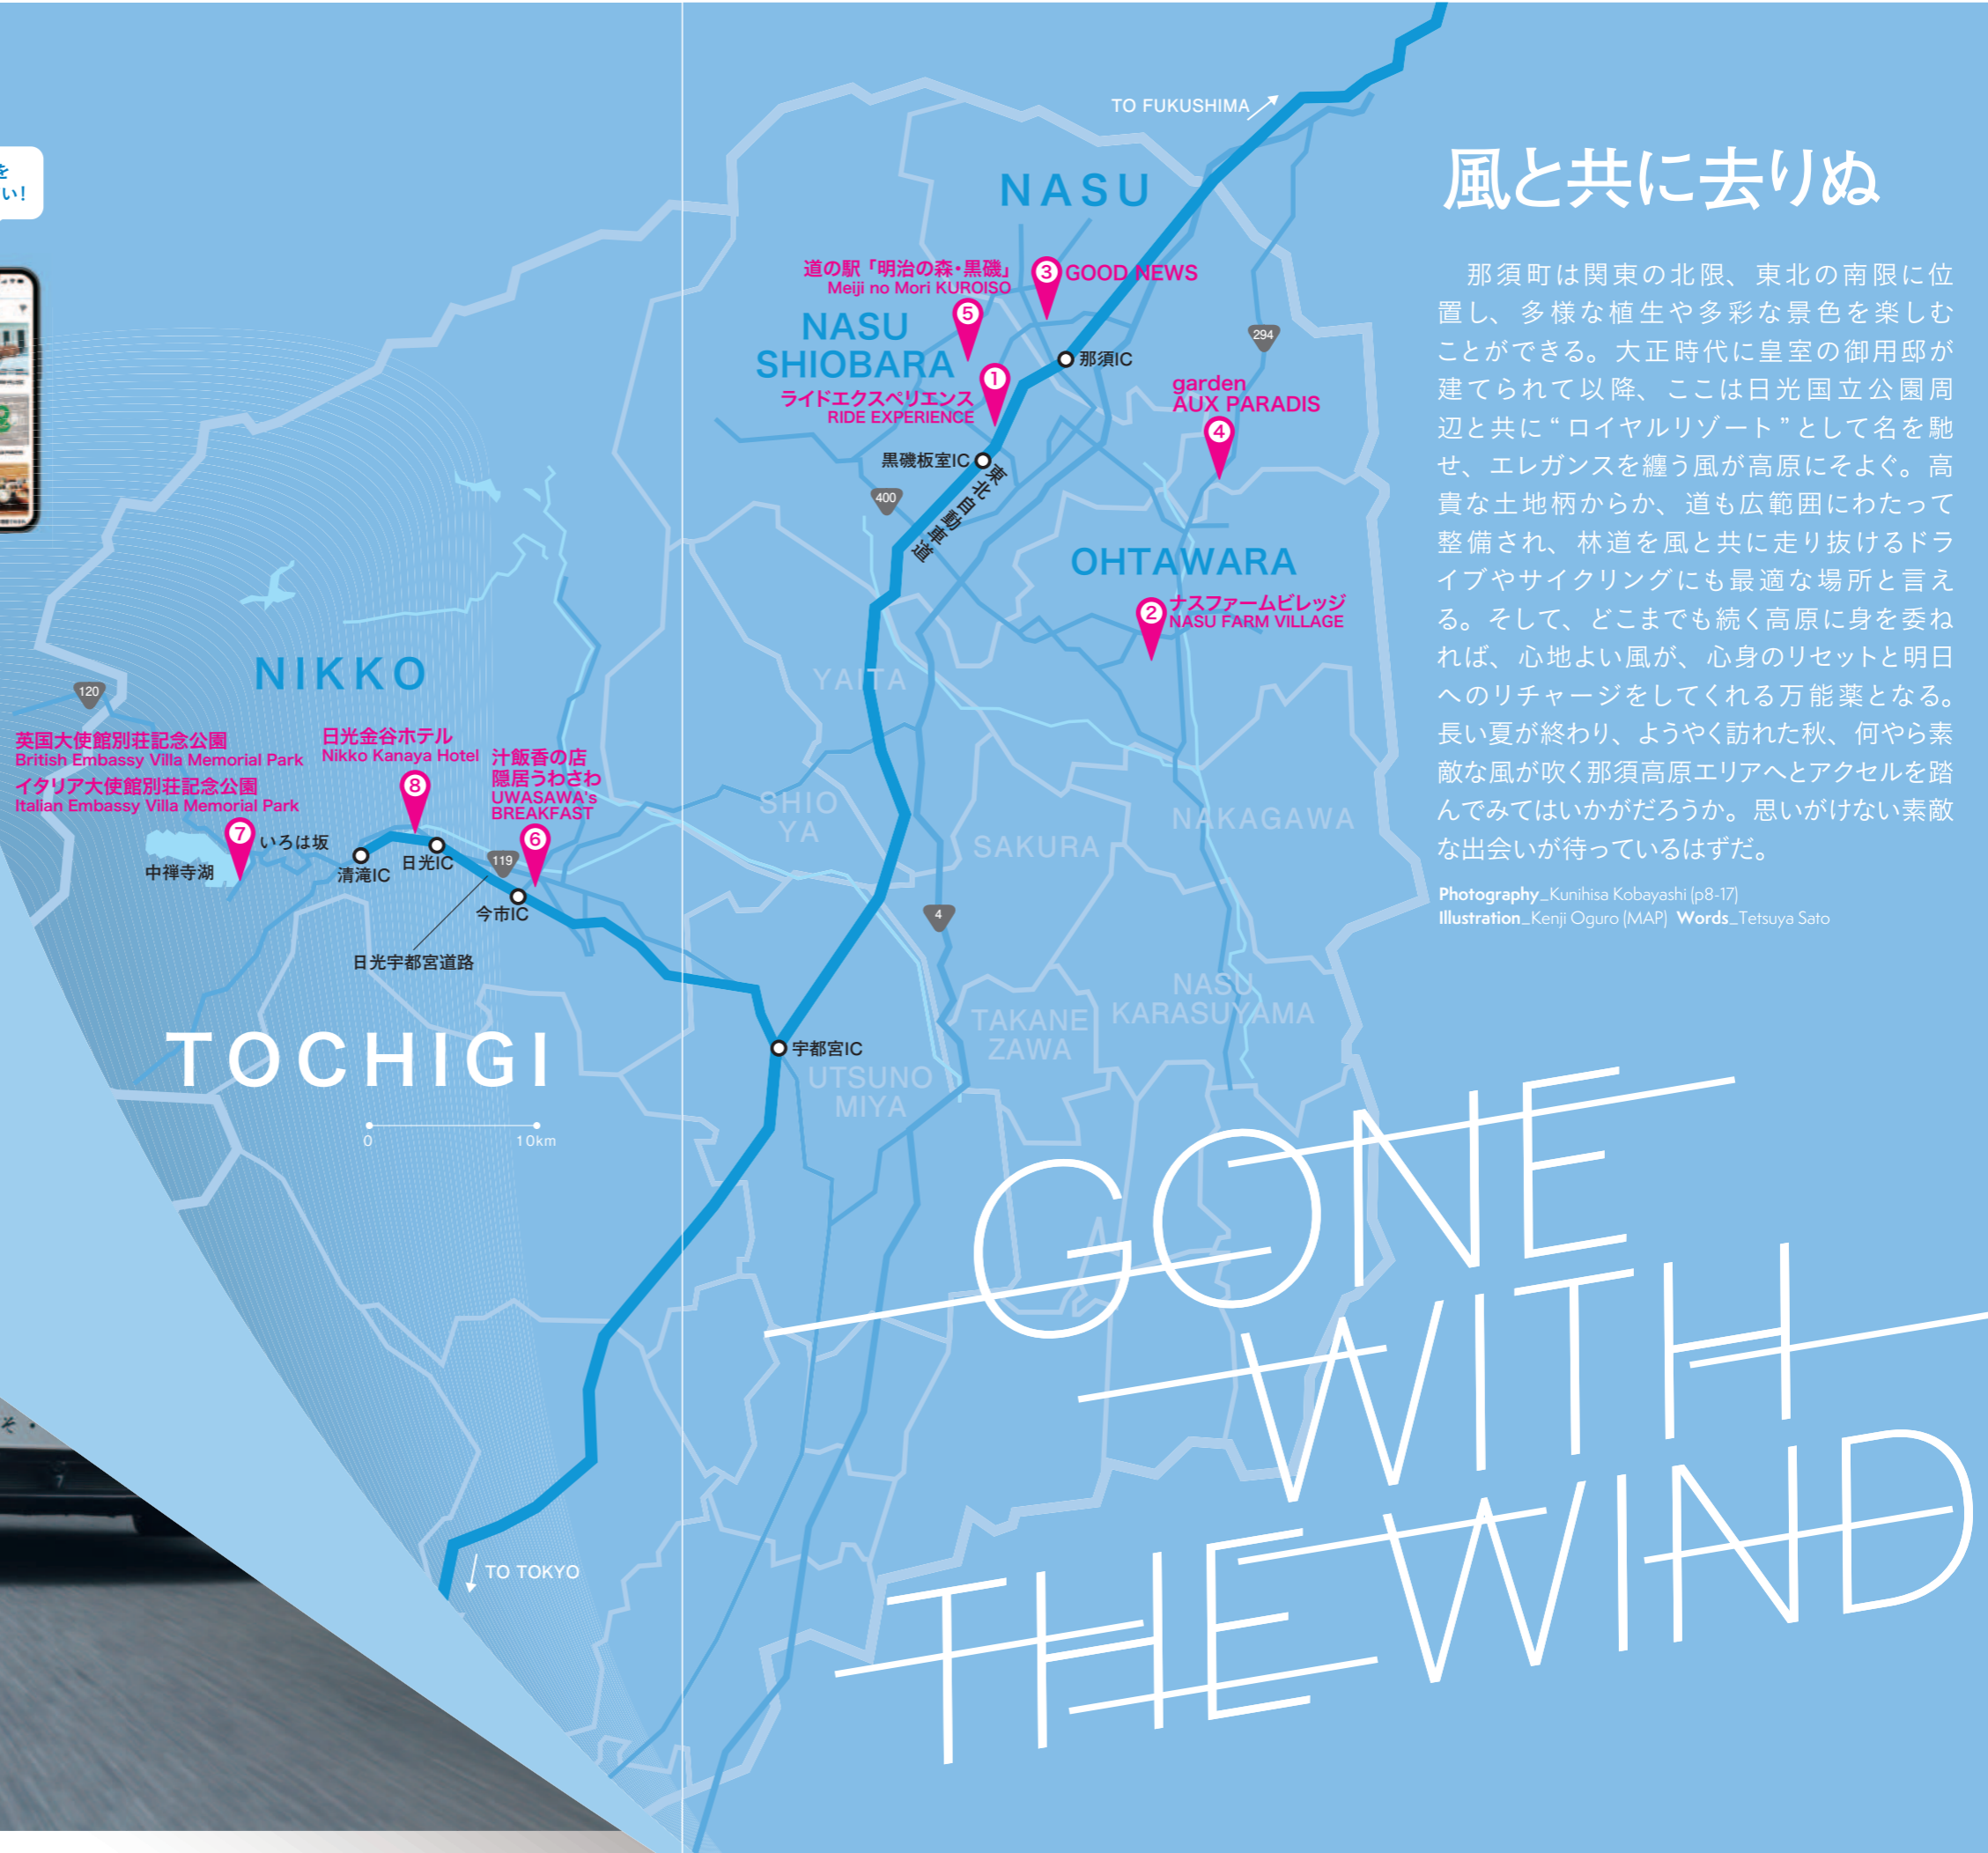 を
い!
TO FUKUSHIMA
NASU
道の駅「明治の森・黒磯」
Meiji no Mori KUROISO
5
3
GOOD NEWS
NASU
SHIOBARA
1
ライドエクスペリエンス
RIDE EXPERIENCE
那須IC
294
garden
AUX PARADIS
4
黒磯板室IC
東北自動車道
400
OHTAWARA
2
ナスファームビレッジ
NASU FARM VILLAGE
NIKKO
120
英国大使館別荘記念公園
British Embassy Villa Memorial Park
イタリア大使館別荘記念公園
Italian Embassy Villa Memorial Park
7
日光金谷ホテル
Nikko Kanaya Hotel
8
汁飯香の店
隠居うわさわ
UWASAWA's
BREAKFAST
6
いろは坂
中禅寺湖
清滝IC
日光IC
119
今市IC
日光宇都宮道路
YAITA
SHIO
YA
SAKURA
NAKAGAWA
4
NASU
KARASUYAMA
TAKANE
ZAWA
宇都宮IC
UTSUNO
MIYA
TOCHIGI
0
10km
TO TOKYO
風と共に去りぬ
那須町は関東の北限、東北の南限に位
置し、多様な植生や多彩な景色を楽しむ
ことができる。大正時代に皇室の御用邸が
建てられて以降、ここは日光国立公園周
辺と共に“ロイヤルリゾート”として名を馳
せ、エレガンスを纏う風が高原にそよぐ。高
貴な土地柄からか、道も広範囲にわたって
整備され、林道を風と共に走り抜けるドラ
イブやサイクリングにも最適な場所と言え
る。そして、どこまでも続く高原に身を委ね
れば、心地よい風が、心身のリセットと明日
へのリチャージをしてくれる万能薬となる。
長い夏が終わり、ようやく訪れた秋、何やら素
敵な風が吹く那須高原エリアへとアクセルを踏
んでみてはいかがだろうか。思いがけない素敵
な出会いが待っているはずだ。
Photography_Kunihisa Kobayashi (p8-17)
Illustration_Kenji Oguro (MAP) Words_Tetsuya Sato
GONE
WITH
THE WIND